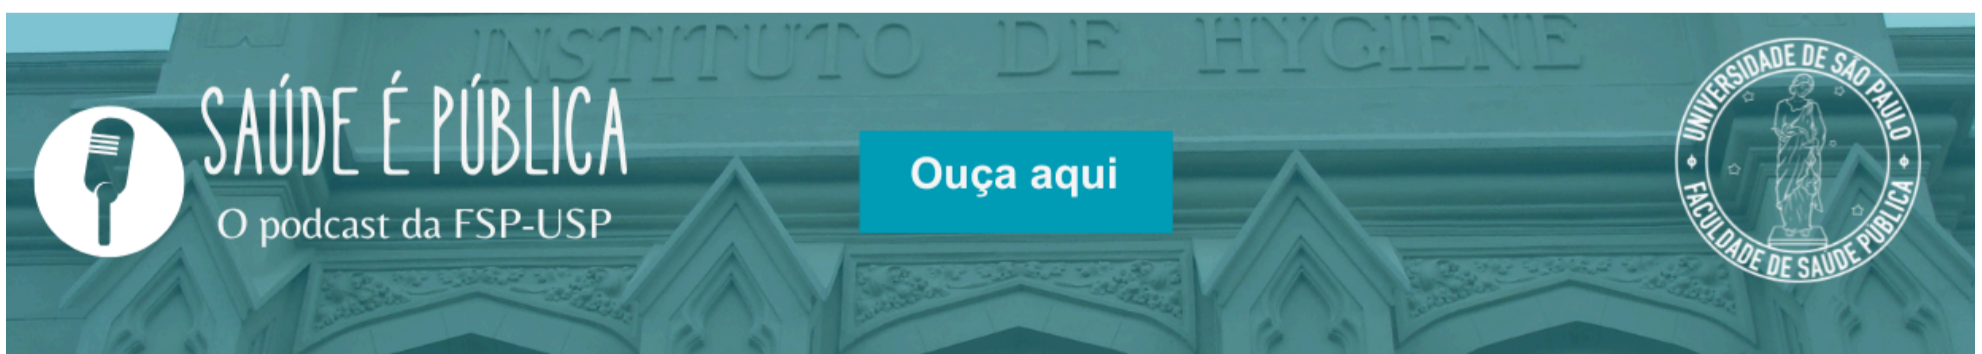 INSTITUTO DE HYGIENE
SAÚDE É PÚBLICA
O podcast da FSP-USP
Ouça aqui
UNIVERSIDADE DE SÃO PAULO
FACULDADE DE SAÚDE PÚBLICA